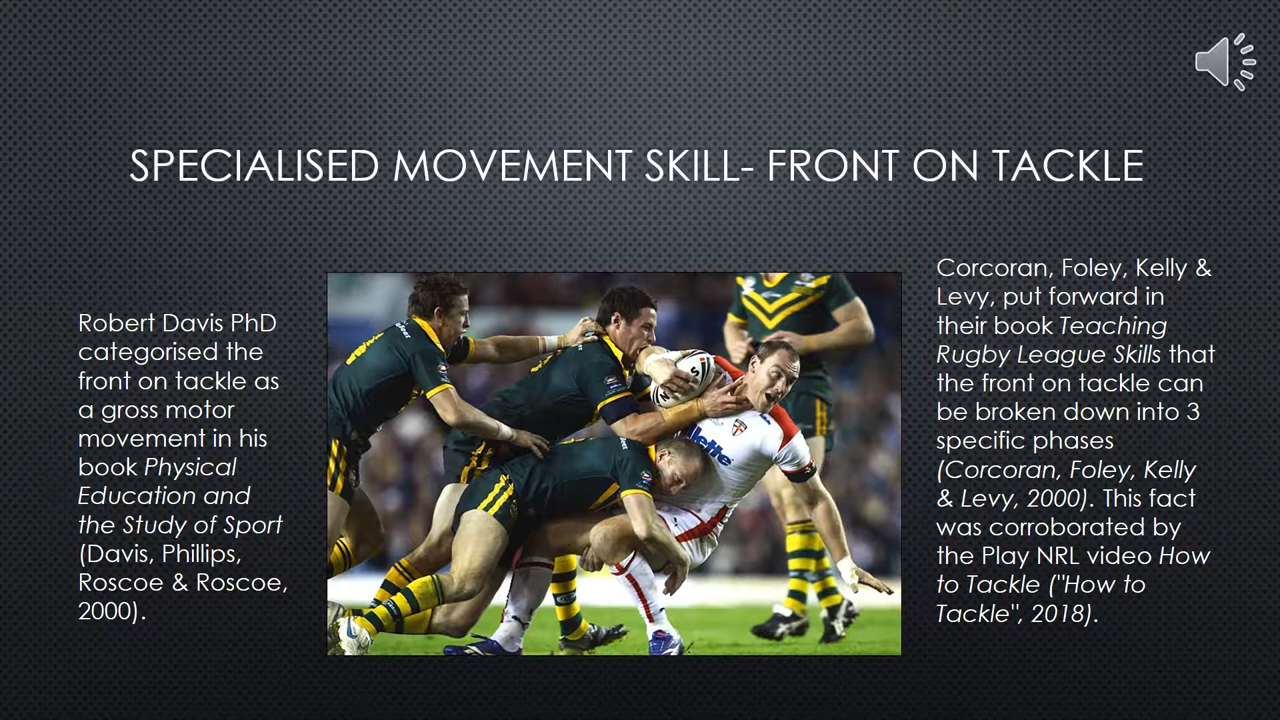 SPECIALISED MOVEMENT SKILL- FRONT ON TACKLE
Robert Davis PhD
categorised the
front on tackle as
a gross motor
movement in his
book Physical
Education and
the Study of Sport
(Davis, Phillips,
Roscoe & Roscoe,
2000).
Corcoran, Foley, Kelly &
Levy, put forward in
their book Teaching
Rugby League Skills that
the front on tackle can
be broken down into 3
specific phases
(Corcoran, Foley, Kelly
& Levy, 2000). This fact
was corroborated by
the Play NRL video How
to Tackle ("How to
Tackle", 2018).